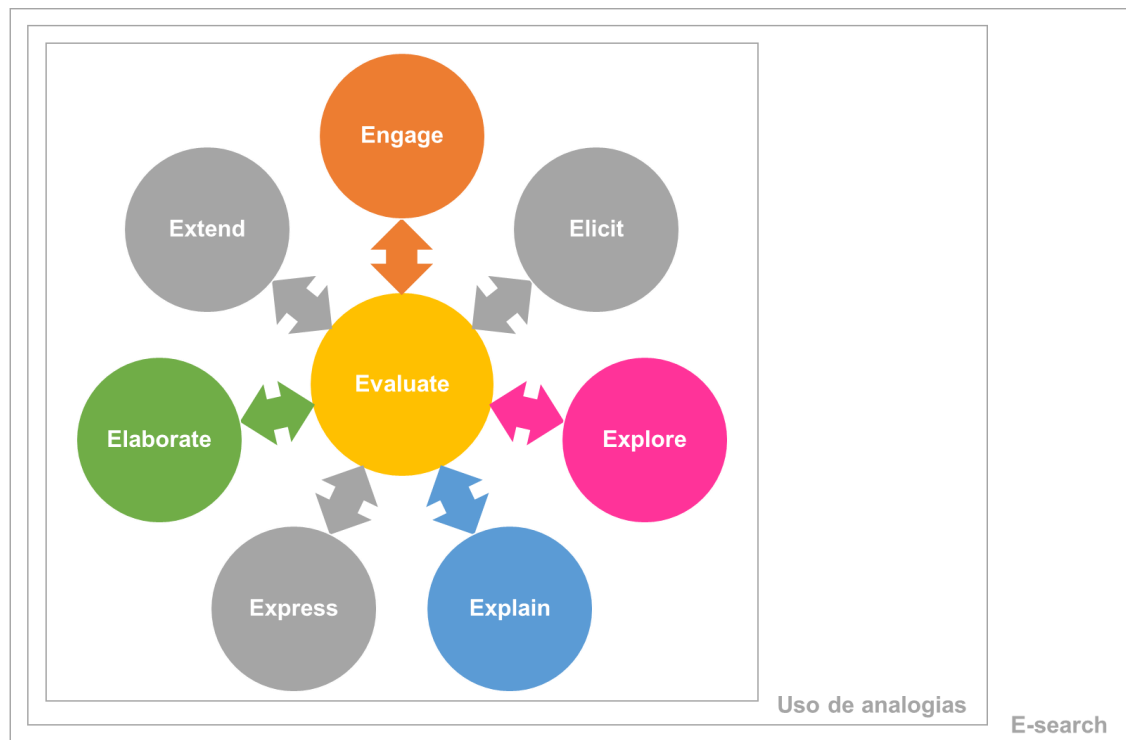 Engage
Extend
Elicit
Evaluate
Elaborate
Explore
Express
Explain
Uso de analogias
E-search